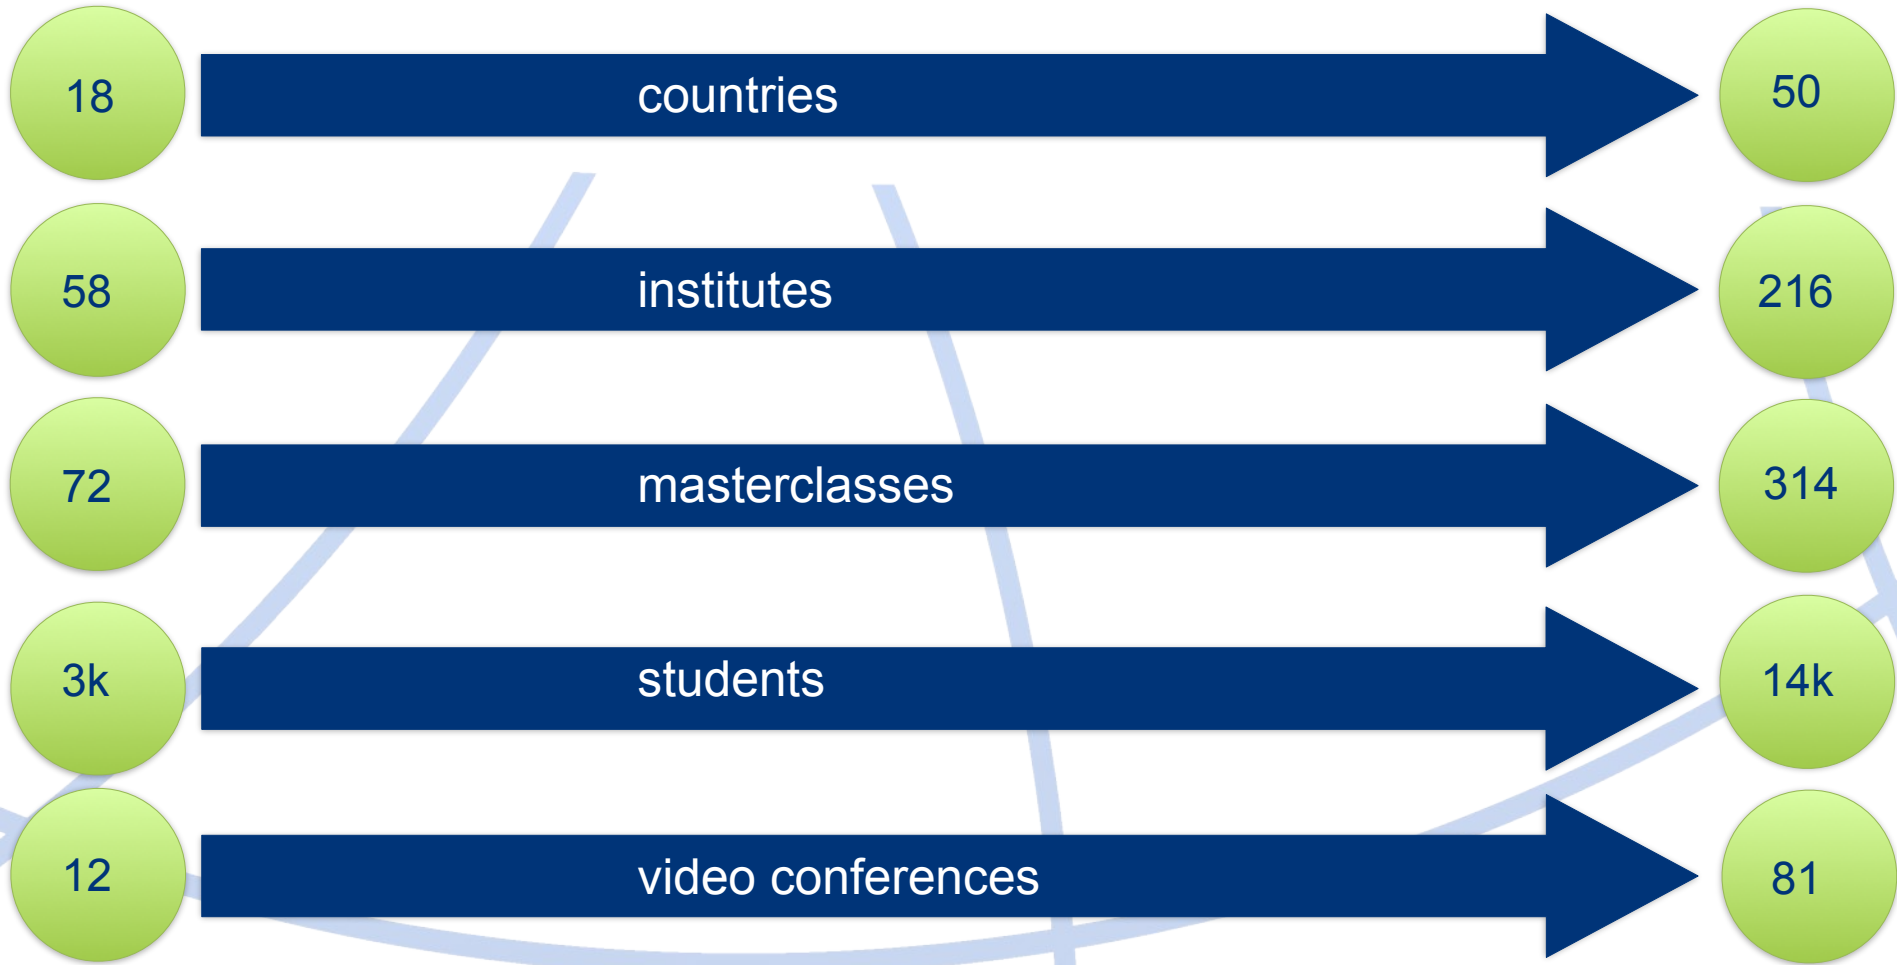 18 countries 50
58 institutes 216
72 masterclasses 314
3k students 14k
12 video conferences 81